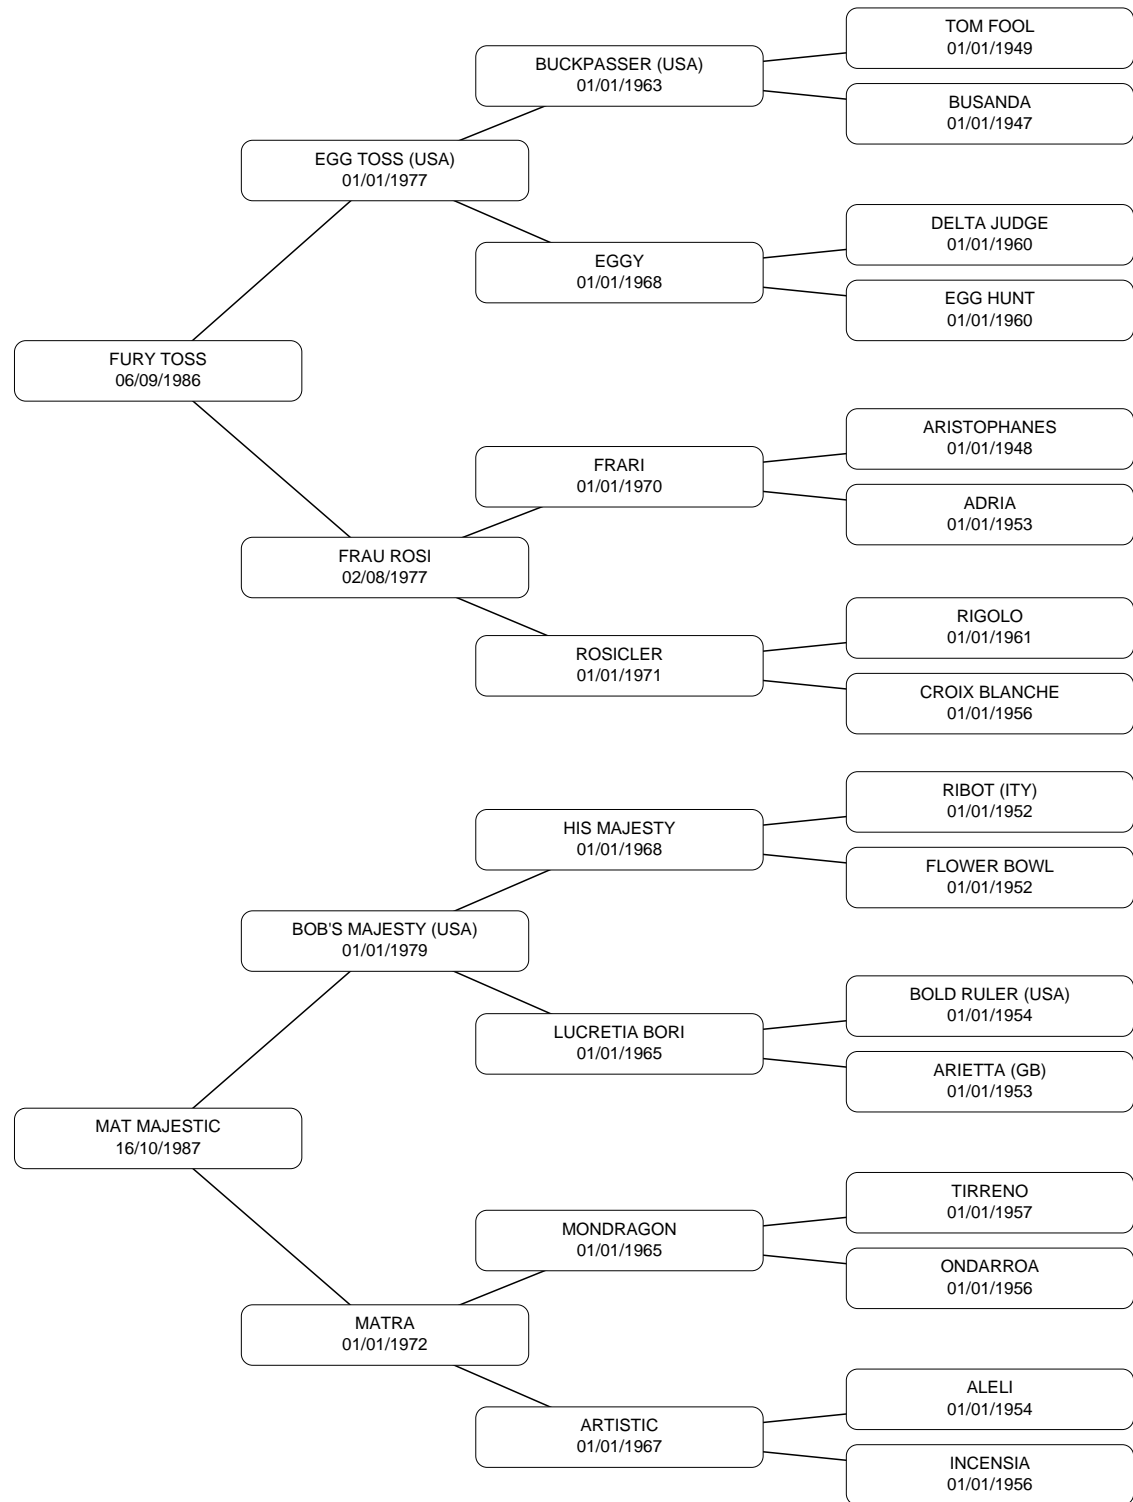 TOM FOOL
01/01/1949
BUCKPASSER (USA)
01/01/1963
BUSANDA
01/01/1947
EGG TOSS (USA)
01/01/1977
DELTA JUDGE
01/01/1960
EGGY
01/01/1968
EGG HUNT
01/01/1960
FURY TOSS
06/09/1986
ARISTOPHANES
01/01/1948
FRARI
01/01/1970
ADRIA
01/01/1953
FRAU ROSI
02/08/1977
RIGOLO
01/01/1961
ROSICLER
01/01/1971
CROIX BLANCHE
01/01/1956
RIBOT (ITY)
01/01/1952
HIS MAJESTY
01/01/1968
FLOWER BOWL
01/01/1952
BOB'S MAJESTY (USA)
01/01/1979
BOLD RULER (USA)
01/01/1954
LUCRETIA BORI
01/01/1965
ARIETTA (GB)
01/01/1953
MAT MAJESTIC
16/10/1987
TIRRENO
01/01/1957
MONDRAGON
01/01/1965
ONDARROA
01/01/1956
MATRA
01/01/1972
ALELI
01/01/1954
ARTISTIC
01/01/1967
INCENSIA
01/01/1956